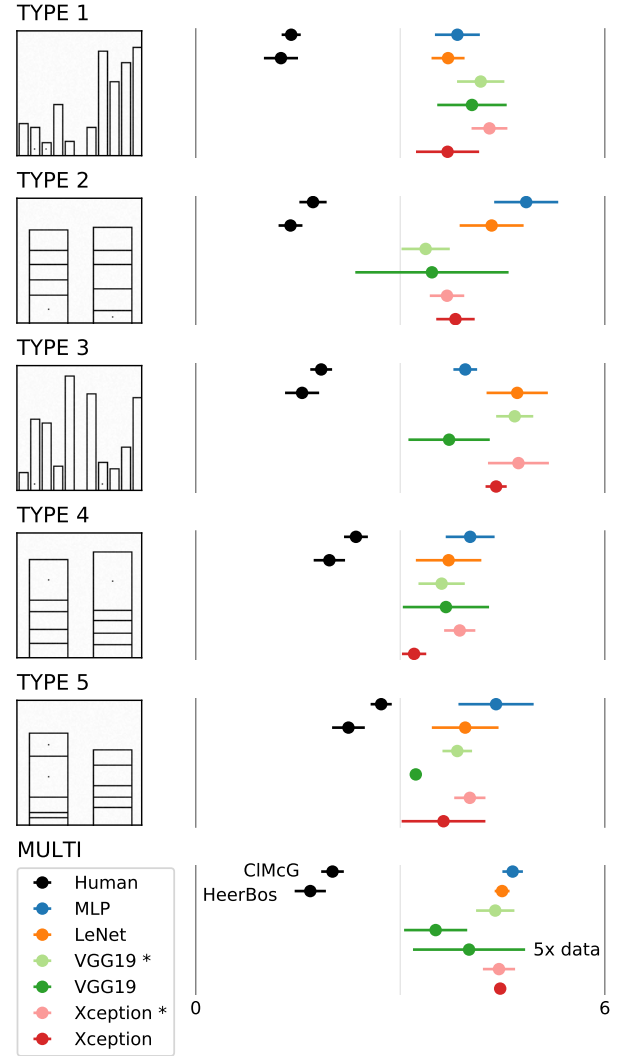 TYPE 1
TYPE 2
TYPE 3
TYPE 4
TYPE 5
MULTI
ClMcG
HeerBos
5x data
Human
MLP
LeNet
VGG19 *
VGG19
Xception *
Xception
0
6